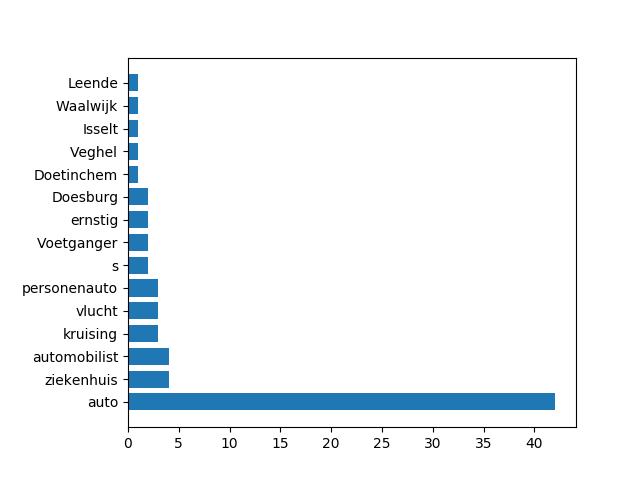 Leende
Waalwijk
Isselt
Veghel
Doetinchem
Doesburg
ernstig
Voetganger
s
personenauto
vlucht
kruising
automobilist
ziekenhuis
auto
0 5 10 15 20 25 30 35 40